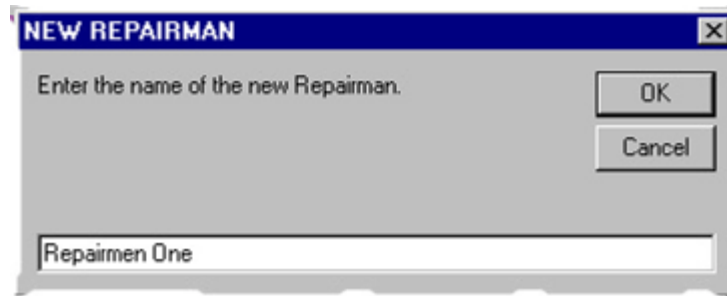 NEW REPAIRMAN
Enter the name of the new Repairman.
OK
Cancel
Repairmen One